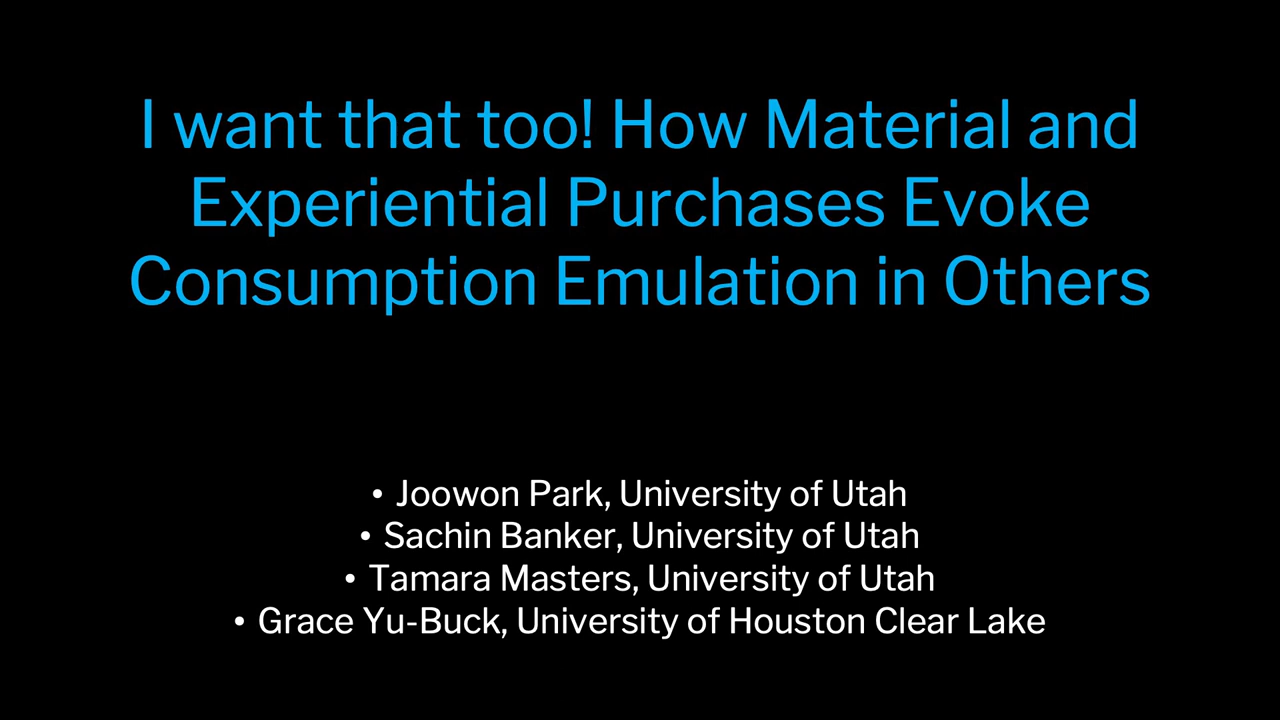 I want that too! How Material and
Experiential Purchases Evoke
Consumption Emulation in Others
• Joowon Park, University of Utah
• Sachin Banker, University of Utah
• Tamara Masters, University of Utah
• Grace Yu-Buck, University of Houston Clear Lake